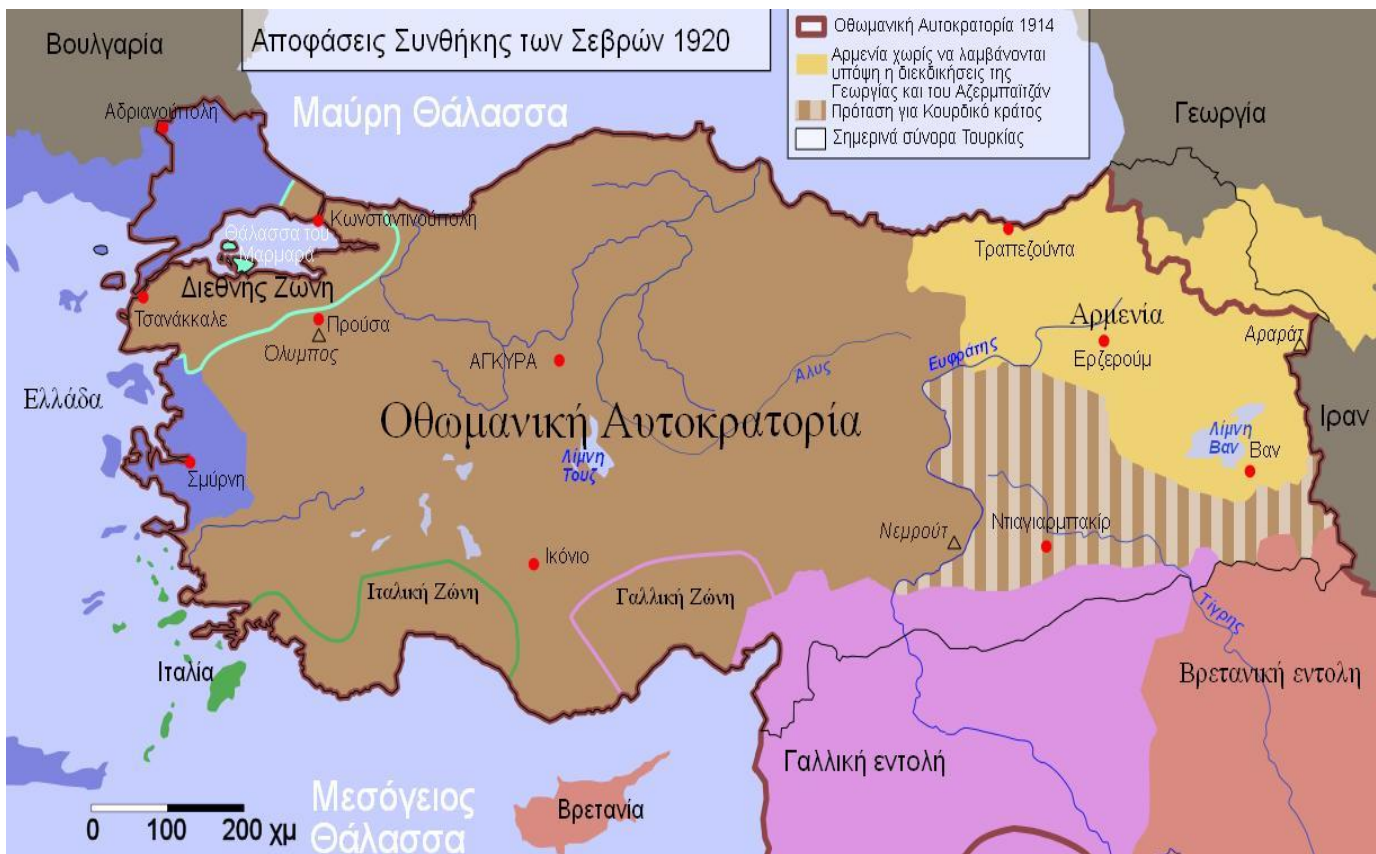 Βουλγαρία
Αποφάσεις Συνθήκης των Σεβρών 1920
Οθωμανική Αυτοκρατορία 1914
Αρμενία χωρίς να λαμβάνονται
υπόψη η διεκδικήσεις της
Γεωργίας και του Αζερμπαϊτζάν
Πρόταση για Κουρδικό κράτος
Σημερινά σύνορα Τουρκίας
Αδριανούπολη
Μαύρη Θάλασσα
Γεωργία
Κωνσταντινούπολη
Θάλασσα του
Μαρμαρά
Τραπεζούντα
Διεθνής Ζώνη
Τσανάκκαλε
Προύσα
Όλυμπος
Αρμενία
Ερζερούμ
Αραράτ
ΑΓΚΥΡΑ
Άλυς
Ευφράτης
Ελλάδα
Οθωμανική Αυτοκρατορία
Ιραν
Λίμνη
Βαν
Βαν
Λίμνη
Τουζ
Σμύρνη
Νεμρούτ
Ντιαγιαρμπακίρ
Ικόνιο
Ιταλική Ζώνη
Γαλλική Ζώνη
Τίγρης
Ιταλία
Βρετανική εντολη
Γαλλική εντολή
Μεσόγειος
Θάλασσα
Βρετανία
0 100 200 χμ